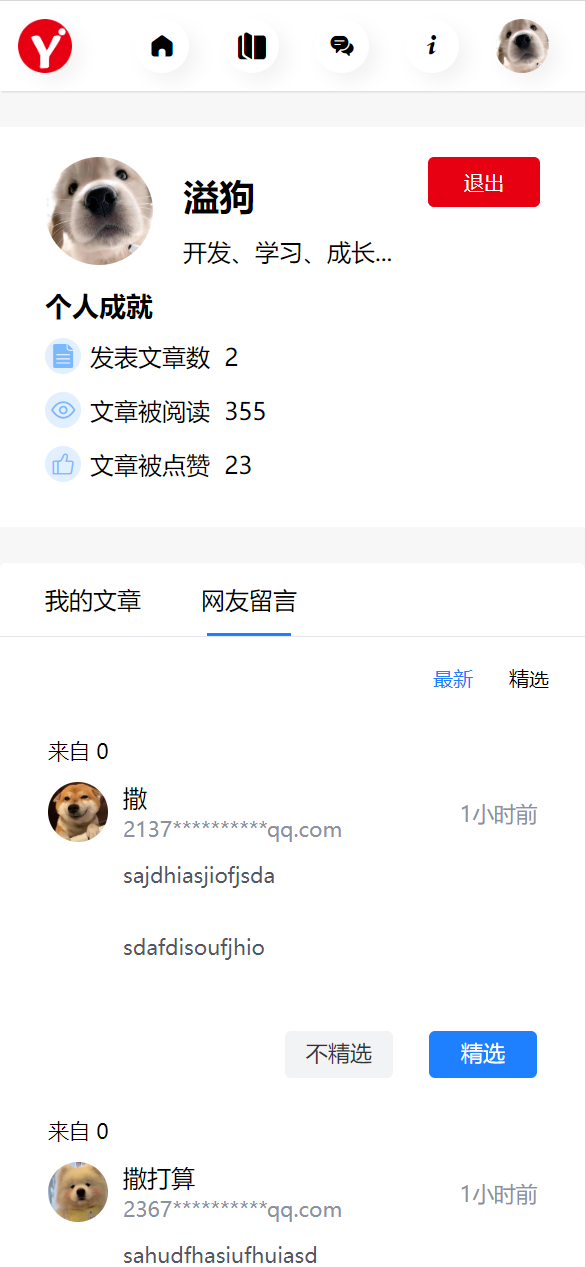 溢狗
退出
开发、学习、成长...
个人成就
发表文章数 2
文章被阅读 355
文章被点赞 23
我的文章 网友留言
最新 精选
来自 0
撒
2137**********qq.com
1小时前
sajdhiasjiofjsda
sdafdisoufjhio
不精选 精选
来自 0
撒打算
2367**********qq.com
1小时前
sahudfhasiufhuiasd